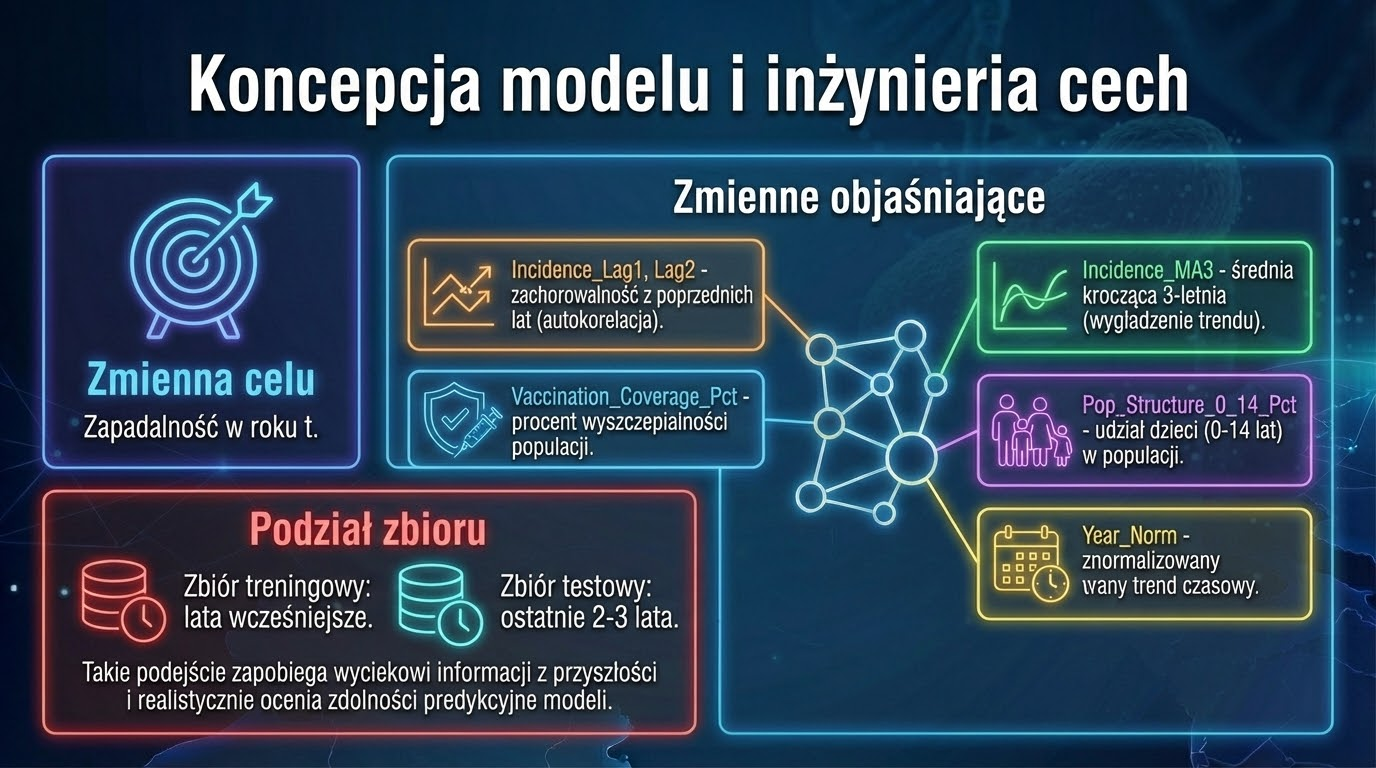 Koncepcja modelu i inżynieria cech
Zmienna celu
Zapadalność w roku t.
Zmienne objaśniające
Incidence_Lag1, Lag2 -
zachorowalność z poprzednich
lat (autokorelacja).
Vaccination_Coverage_Pct -
procent wyszczepialności
populacji.
Incidence_MA3 - średnia
krocząca 3-letnia
(wygładzenie trendu).
Pop_Structure_0_14_Pct
- udział dzieci (0-14 lat)
w populacji.
Year_Norm -
znormalizowany
wany trend czasowy.
Podział zbioru
Zbiór treningowy:
lata wcześniejsze.
Zbiór testowy:
ostatnie 2-3 lata.
Takie podejście zapobiega wyciekowi informacji z przyszłości
i realistycznie ocenia zdolności predykcyjne modeli.